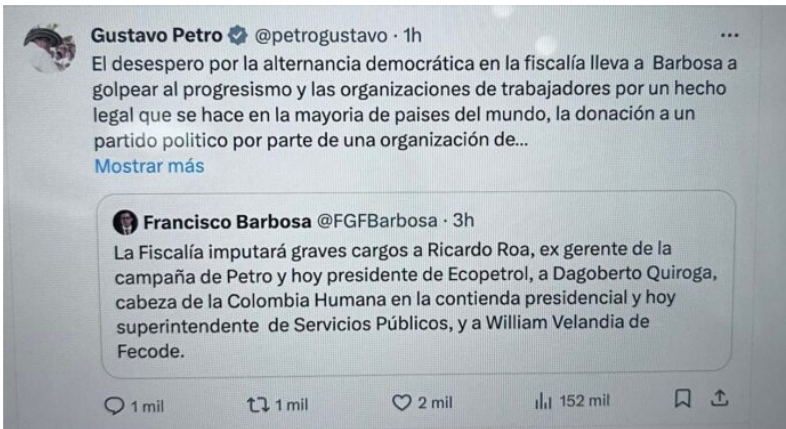 Gustavo Petro @petrogustavo · 1h
El desespero por la alternancia democrática en la fiscalía lleva a Barbosa a
golpear al progresismo y las organizaciones de trabajadores por un hecho
legal que se hace en la mayoria de paises del mundo, la donación a un
partido politico por parte de una organización de...
Mostrar más
Francisco Barbosa @FGFBarbosa · 3h
La Fiscalía imputará graves cargos a Ricardo Roa, ex gerente de la
campaña de Petro y hoy presidente de Ecopetrol, a Dagoberto Quiroga,
cabeza de la Colombia Humana en la contienda presidencial y hoy
superintendente de Servicios Públicos, y a William Velandia de
Fecode.
1 mil 1 mil 2 mil 152 mil